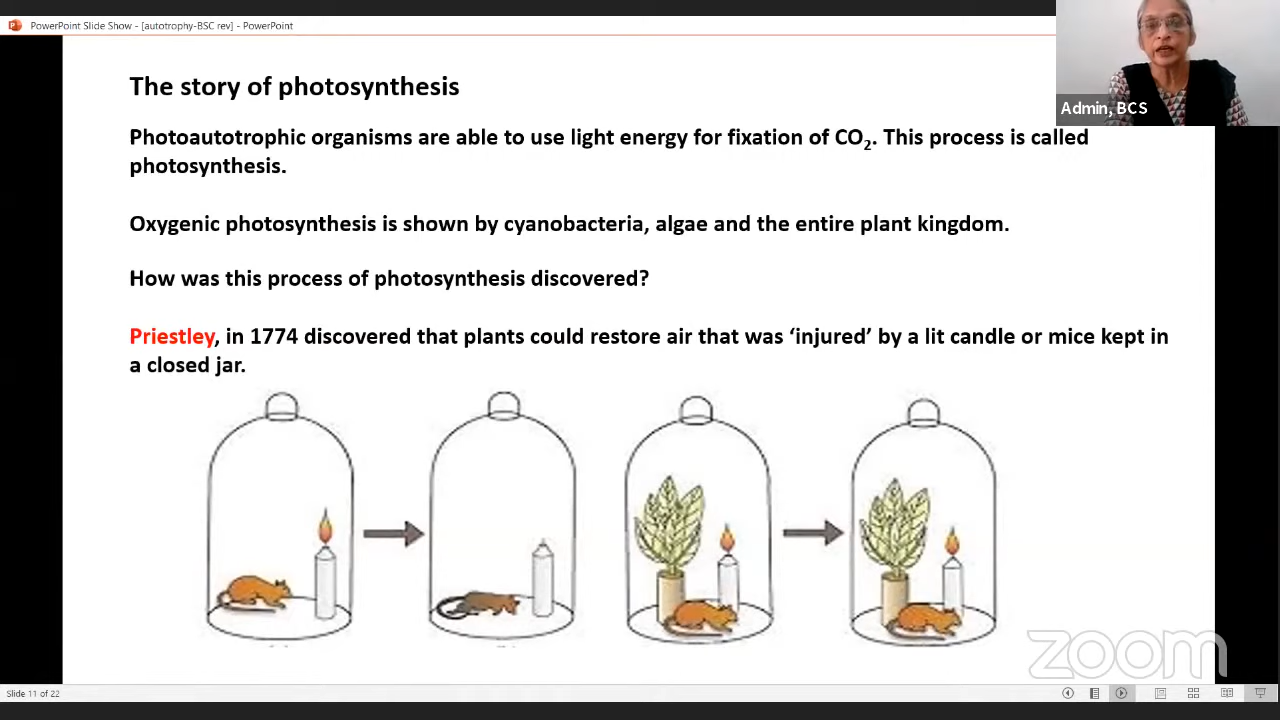 PowerPoint Slide Show - [autotrophy-BSC rev] - PowerPoint
The story of photosynthesis
Admin, BCS
Photoautotrophic organisms are able to use light energy for fixation of CO₂. This process is called
photosynthesis.
Oxygenic photosynthesis is shown by cyanobacteria, algae and the entire plant kingdom.
How was this process of photosynthesis discovered?
Priestley, in 1774 discovered that plants could restore air that was ‘injured’ by a lit candle or mice kept in
a closed jar.
zoom
Slide 11 of 22